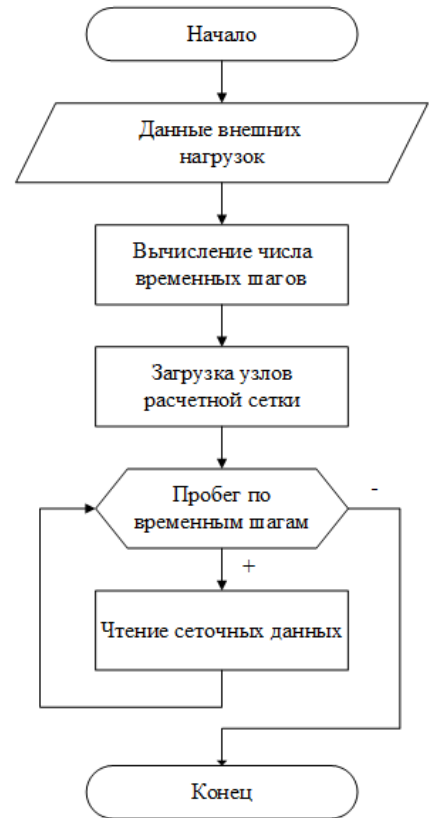 Начало
Данные внешних
нагрузок
Вычисление числа
временных шагов
Загрузка узлов
расчетной сетки
Пробег по
временным шагам
-
+
Чтение сеточных данных
Конец